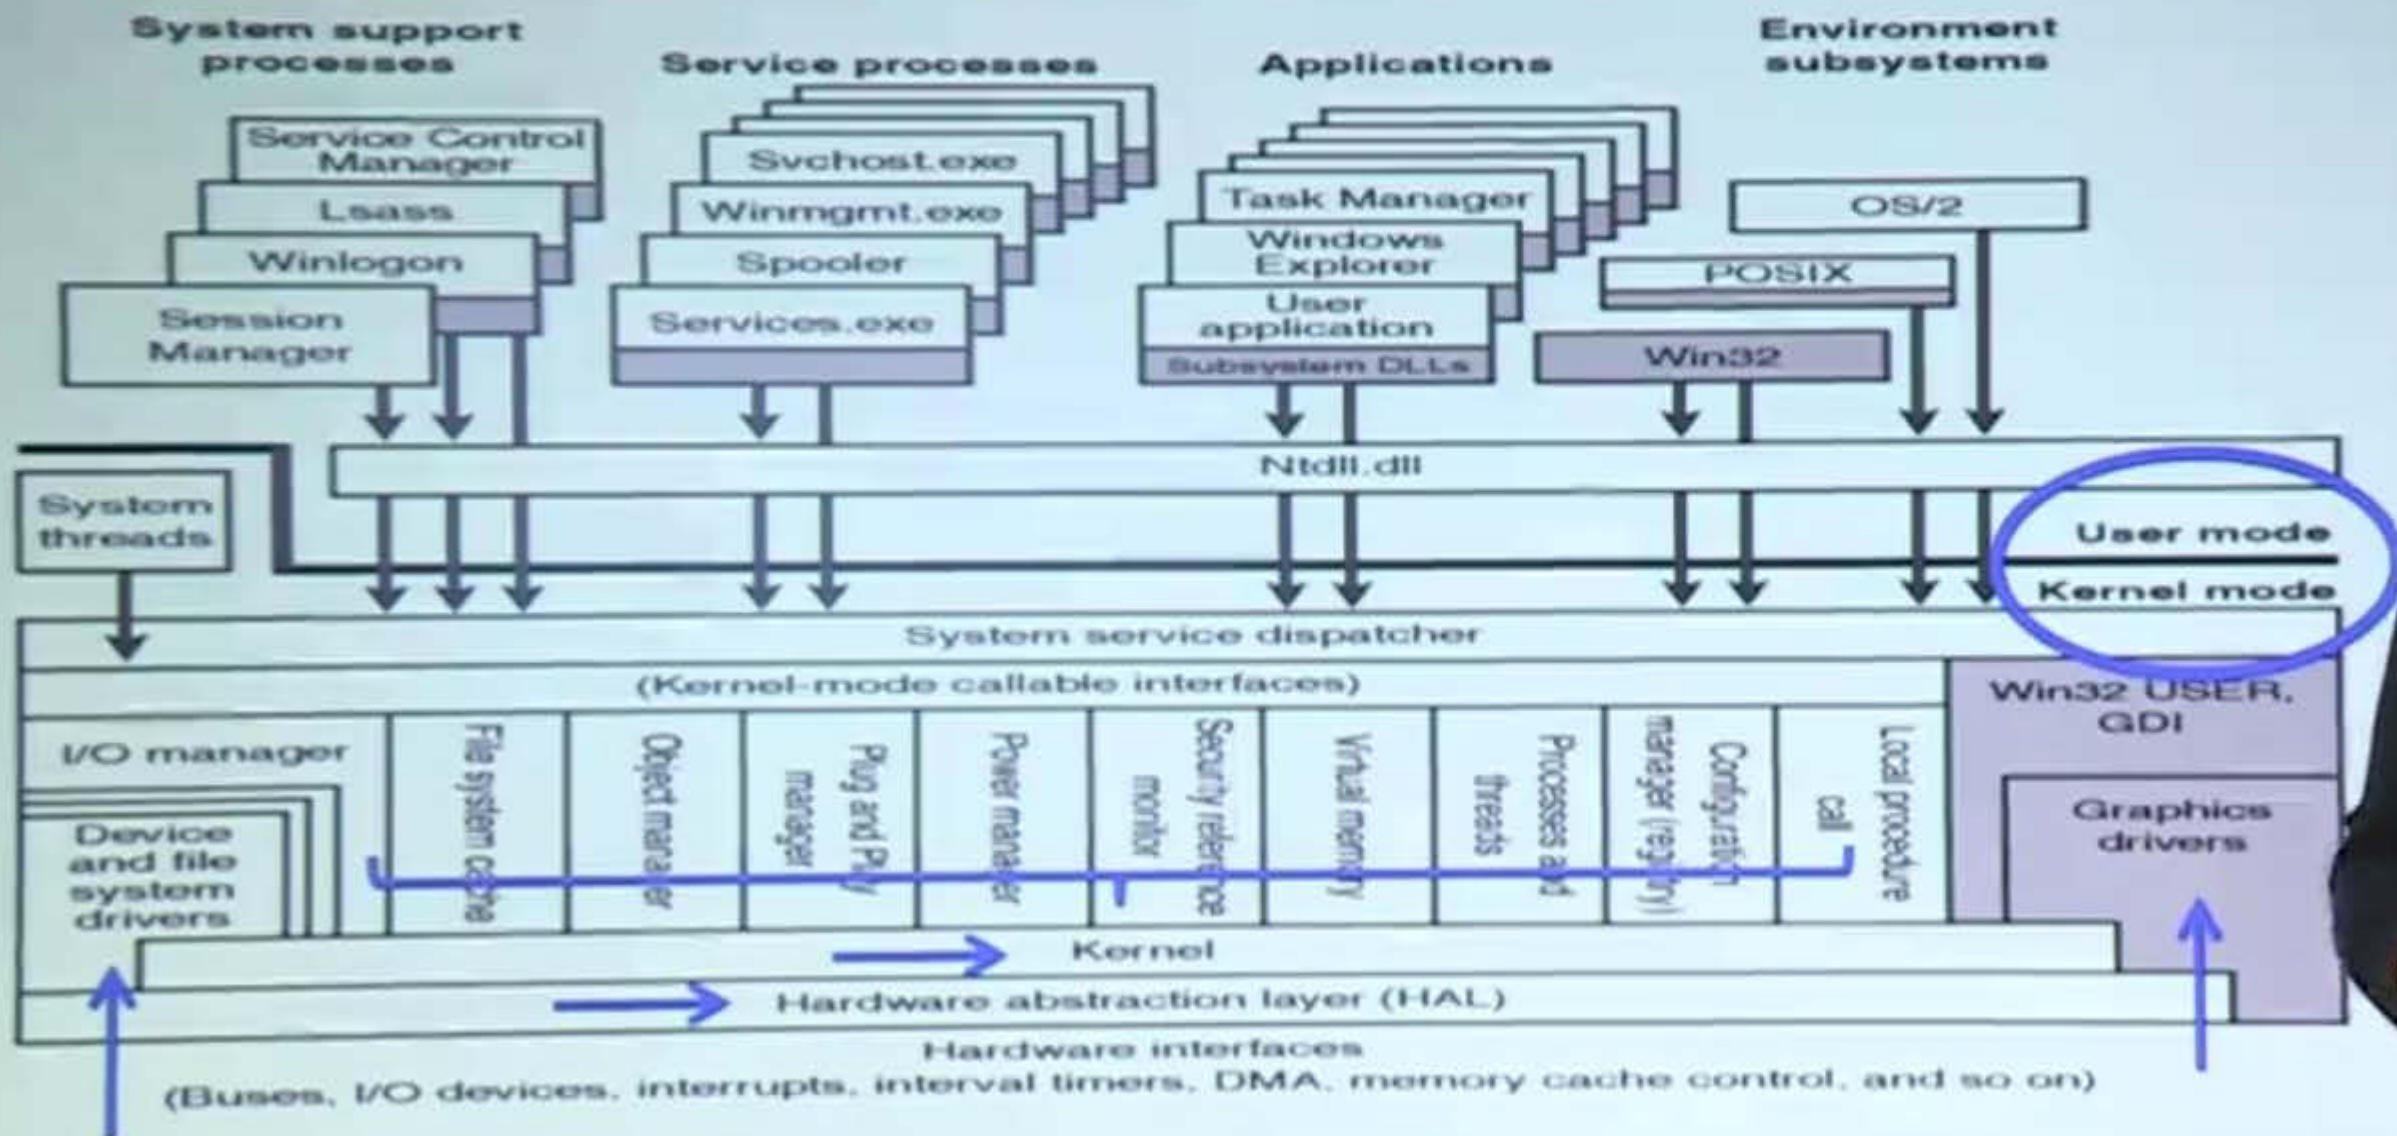 System support
processes
Service processes
Applications
Environment
subsystems
Service Control
Manager
Lsass
Winlogon
Session
Manager
Svchost.exe
Winmgmt.exe
Spooler
Services.exe
Task Manager
Windows
Explorer
User
application
Subsystem DLLs
OS/2
POSIX
Win32
Ntdll.dll
System
threads
User mode
Kernel mode
System service dispatcher
(Kernel-mode callable interfaces)
Win32 USER,
GDI
I/O manager
Device
and file
system
drivers
File system cache
Object manager
Plug and Play
manager
Power manager
Security reference
monitor
Virtual memory
Processes and
threads
Configuration
manager (registry)
Local procedure
call
Graphics
drivers
Kernel
Hardware abstraction layer (HAL)
Hardware interfaces
(Buses, I/O devices, interrupts, interval timers, DMA, memory cache control, and so on)